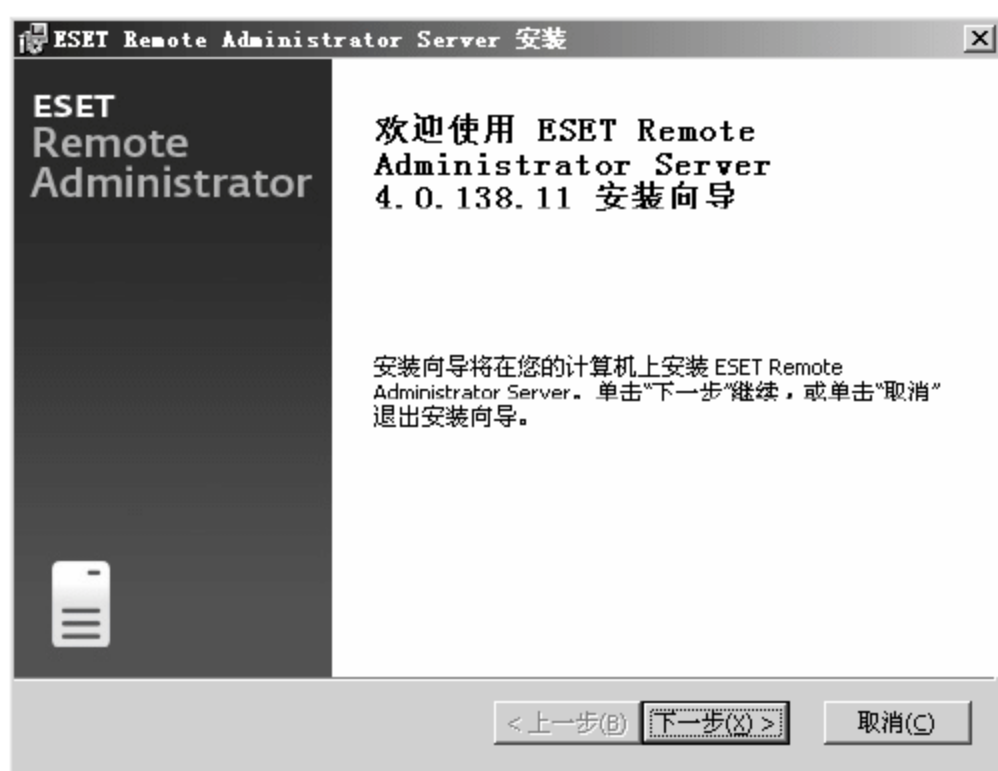 ESET Remote Administrator Server 安装
ESET
Remote
Administrator
欢迎使用 ESET Remote
Administrator Server
4.0.138.11 安装向导
安装向导将在您的计算机上安装 ESET Remote
Administrator Server。单击“下一步”继续，或单击“取消”
退出安装向导。
< 上一步(B)
下一步(X) >
取消(C)